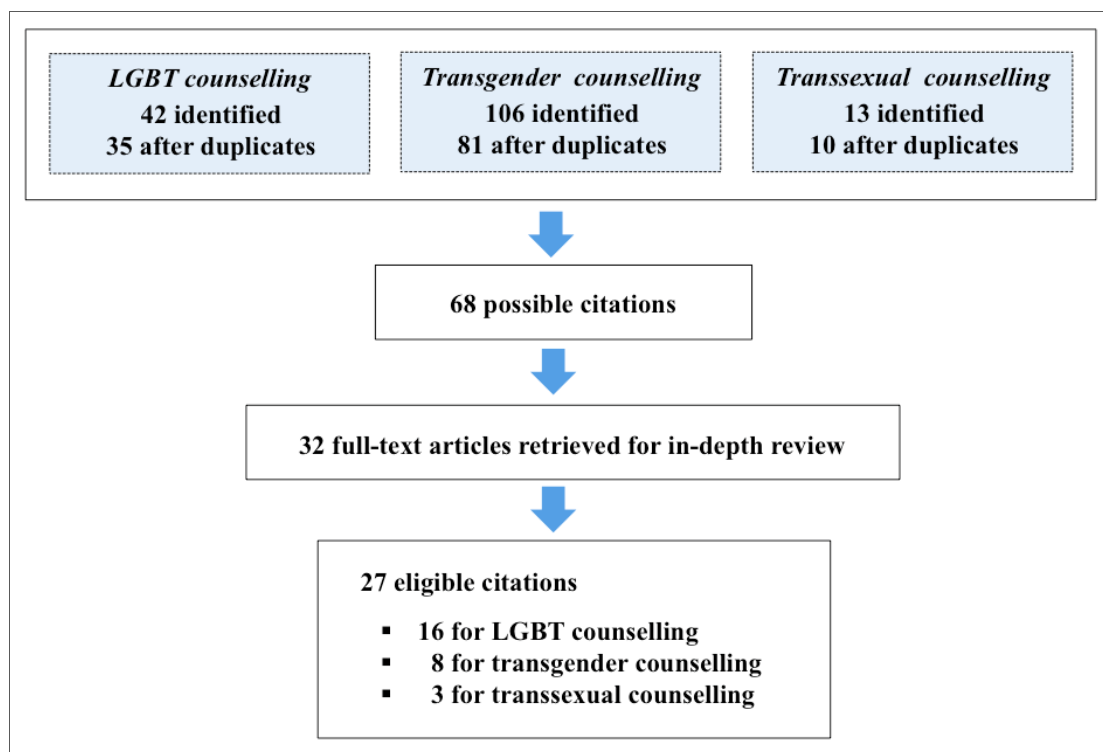 LGBT counselling
42 identified
35 after duplicates
Transgender counselling
106 identified
81 after duplicates
Transsexual counselling
13 identified
10 after duplicates
68 possible citations
32 full-text articles retrieved for in-depth review
27 eligible citations
▪ 16 for LGBT counselling
▪ 8 for transgender counselling
▪ 3 for transsexual counselling